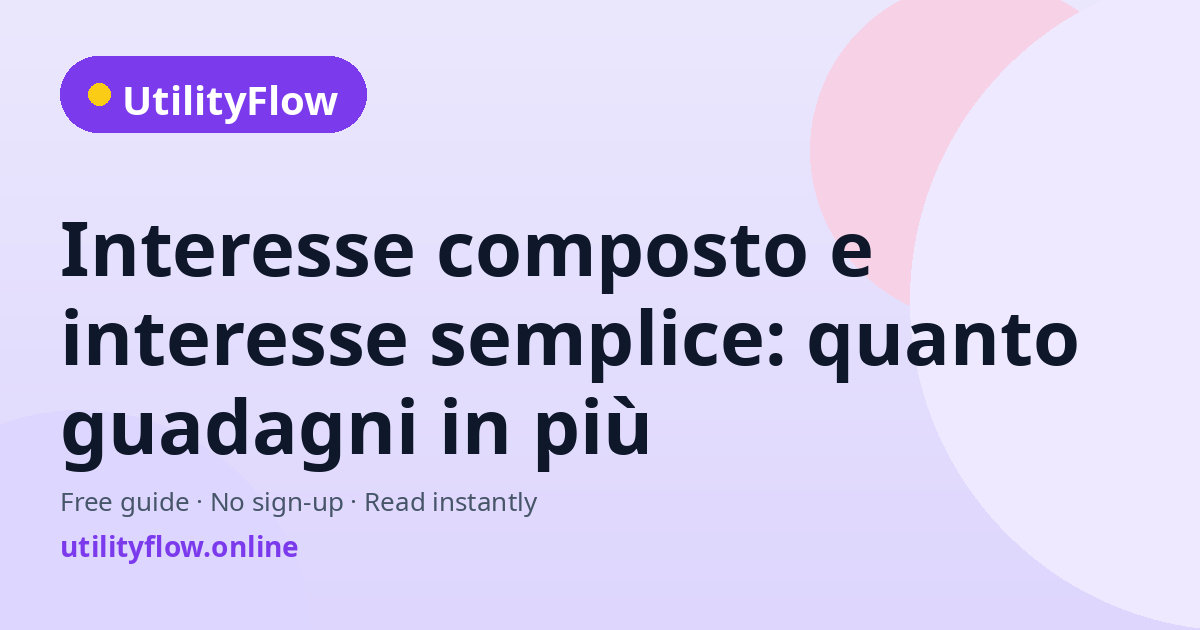 UtilityFlow
Interesse composto e
interesse semplice: quanto
guadagni in più
Free guide · No sign-up · Read instantly
utilityflow.online